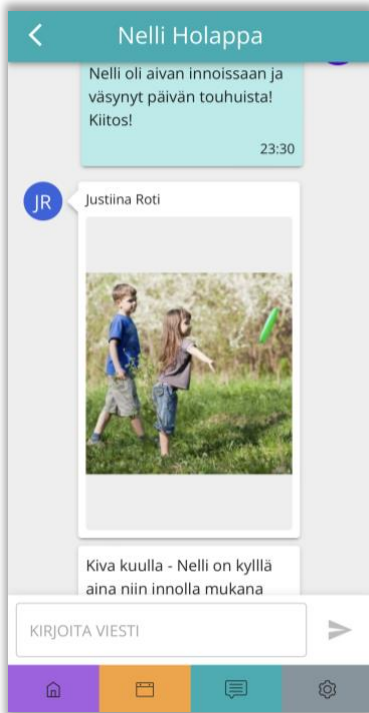 Nelli Holappa
Nelli oli aivan innoissaan ja
väsynyt päivän touhuista!
Kiitos!
23:30
JR
Justiina Roti
Kiva kuulla - Nelli on kylllä
aina niin innolla mukana
KIRJOITA VIESTI